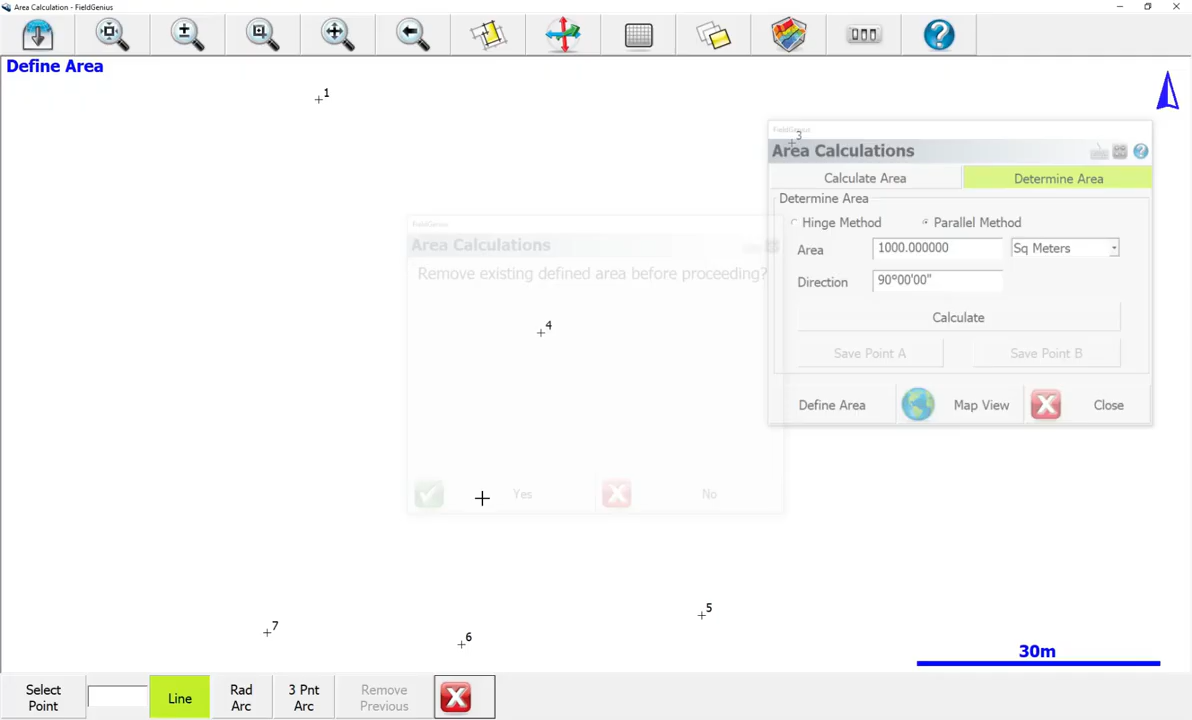 Area Calculation - FieldGenius
Define Area
1
FieldGenius
3
Area Calculations
Calculate Area
Determine Area
Determine Area
Hinge Method
Parallel Method
Area
1000.000000
Sq Meters
Direction
90°00'00"
Calculate
Save Point A
Save Point B
Define Area
Map View
Close
FieldGenius
Area Calculations
Remove existing defined area before proceeding?
4
Yes
No
5
7
6
30m
Select
Point
Line
Rad
Arc
3 Pnt
Arc
Remove
Previous